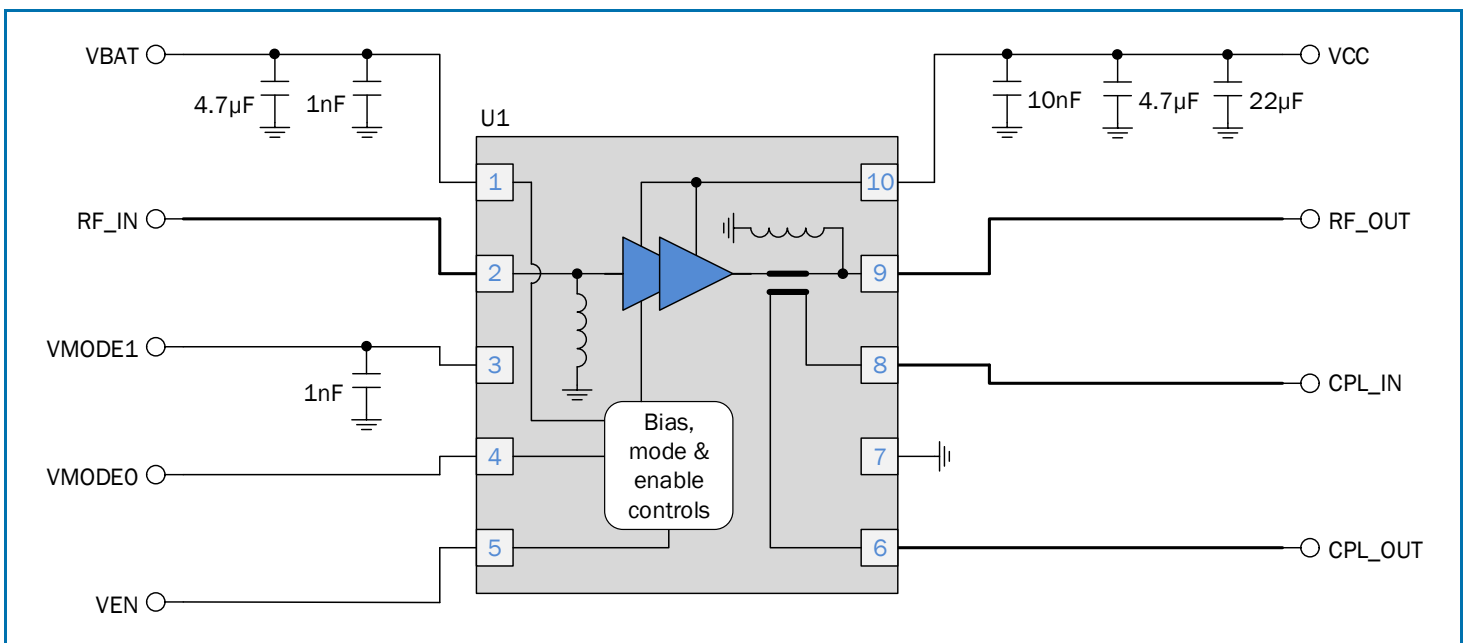 VBAT
4.7µF
1nF
U1
10nF
4.7µF
22µF
VCC
1
10
RF_IN
RF_OUT
2
9
VMODE1
1nF
3
8
CPL_IN
Bias,
mode &
enable
controls
VMODE0
4
7
5
6
CPL_OUT
VEN